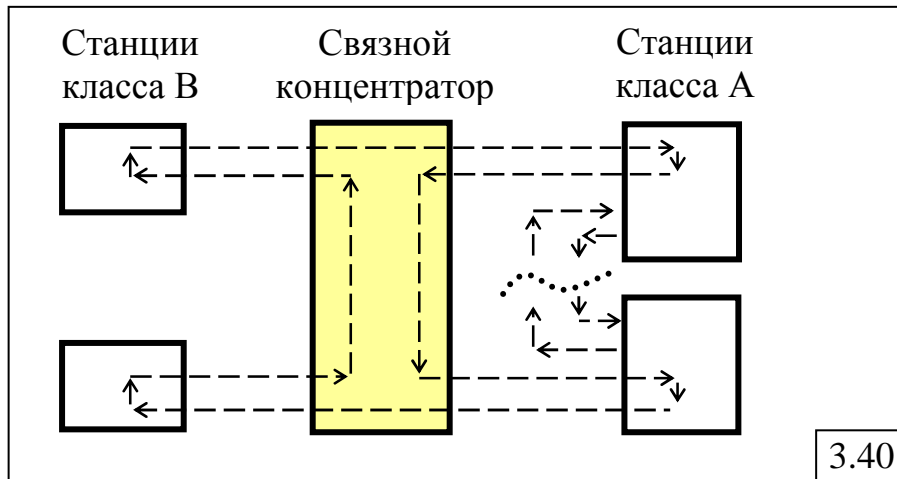 Станции
класса В
Связной
концентратор
Станции
класса А
3.40